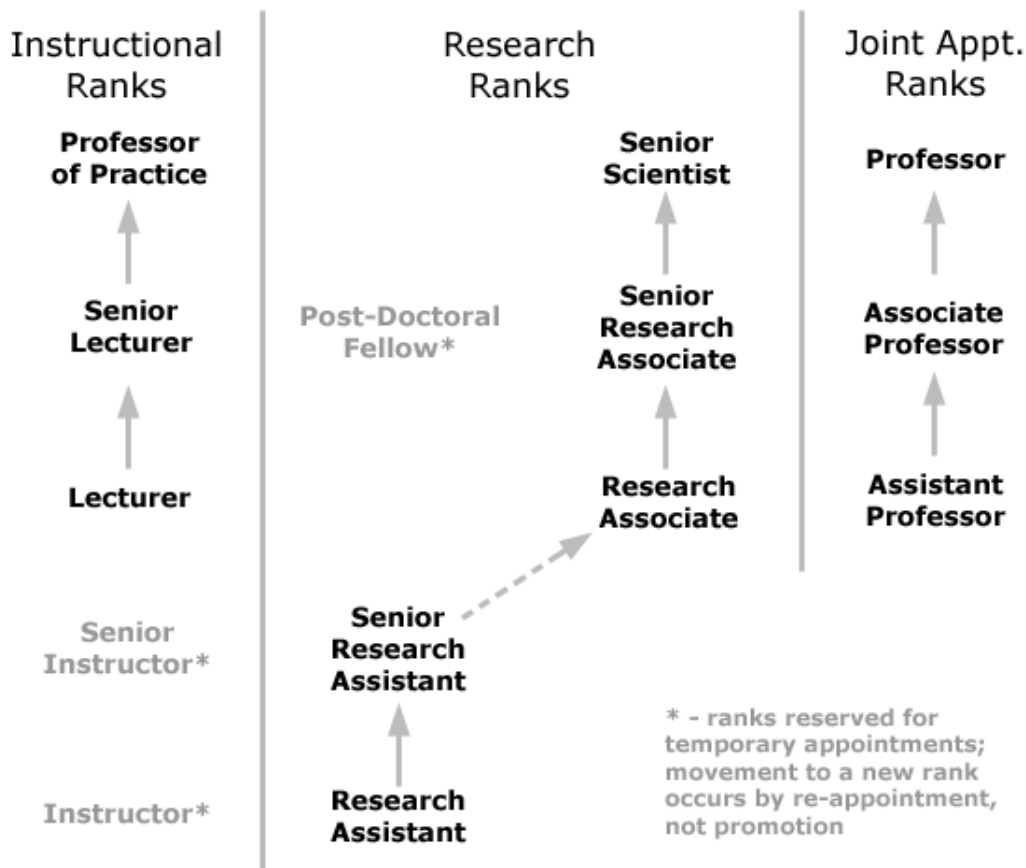 Instructional
Ranks
Professor
of Practice
Senior
Lecturer
Lecturer
Senior
Instructor*
Instructor*
Research
Ranks
Senior
Scientist
Post-Doctoral
Fellow*
Senior
Research
Associate
Research
Associate
Senior
Research
Assistant
Research
Assistant
Joint Appt.
Ranks
Professor
Associate
Professor
Assistant
Professor
* - ranks reserved for
temporary appointments;
movement to a new rank
occurs by re-appointment,
not promotion